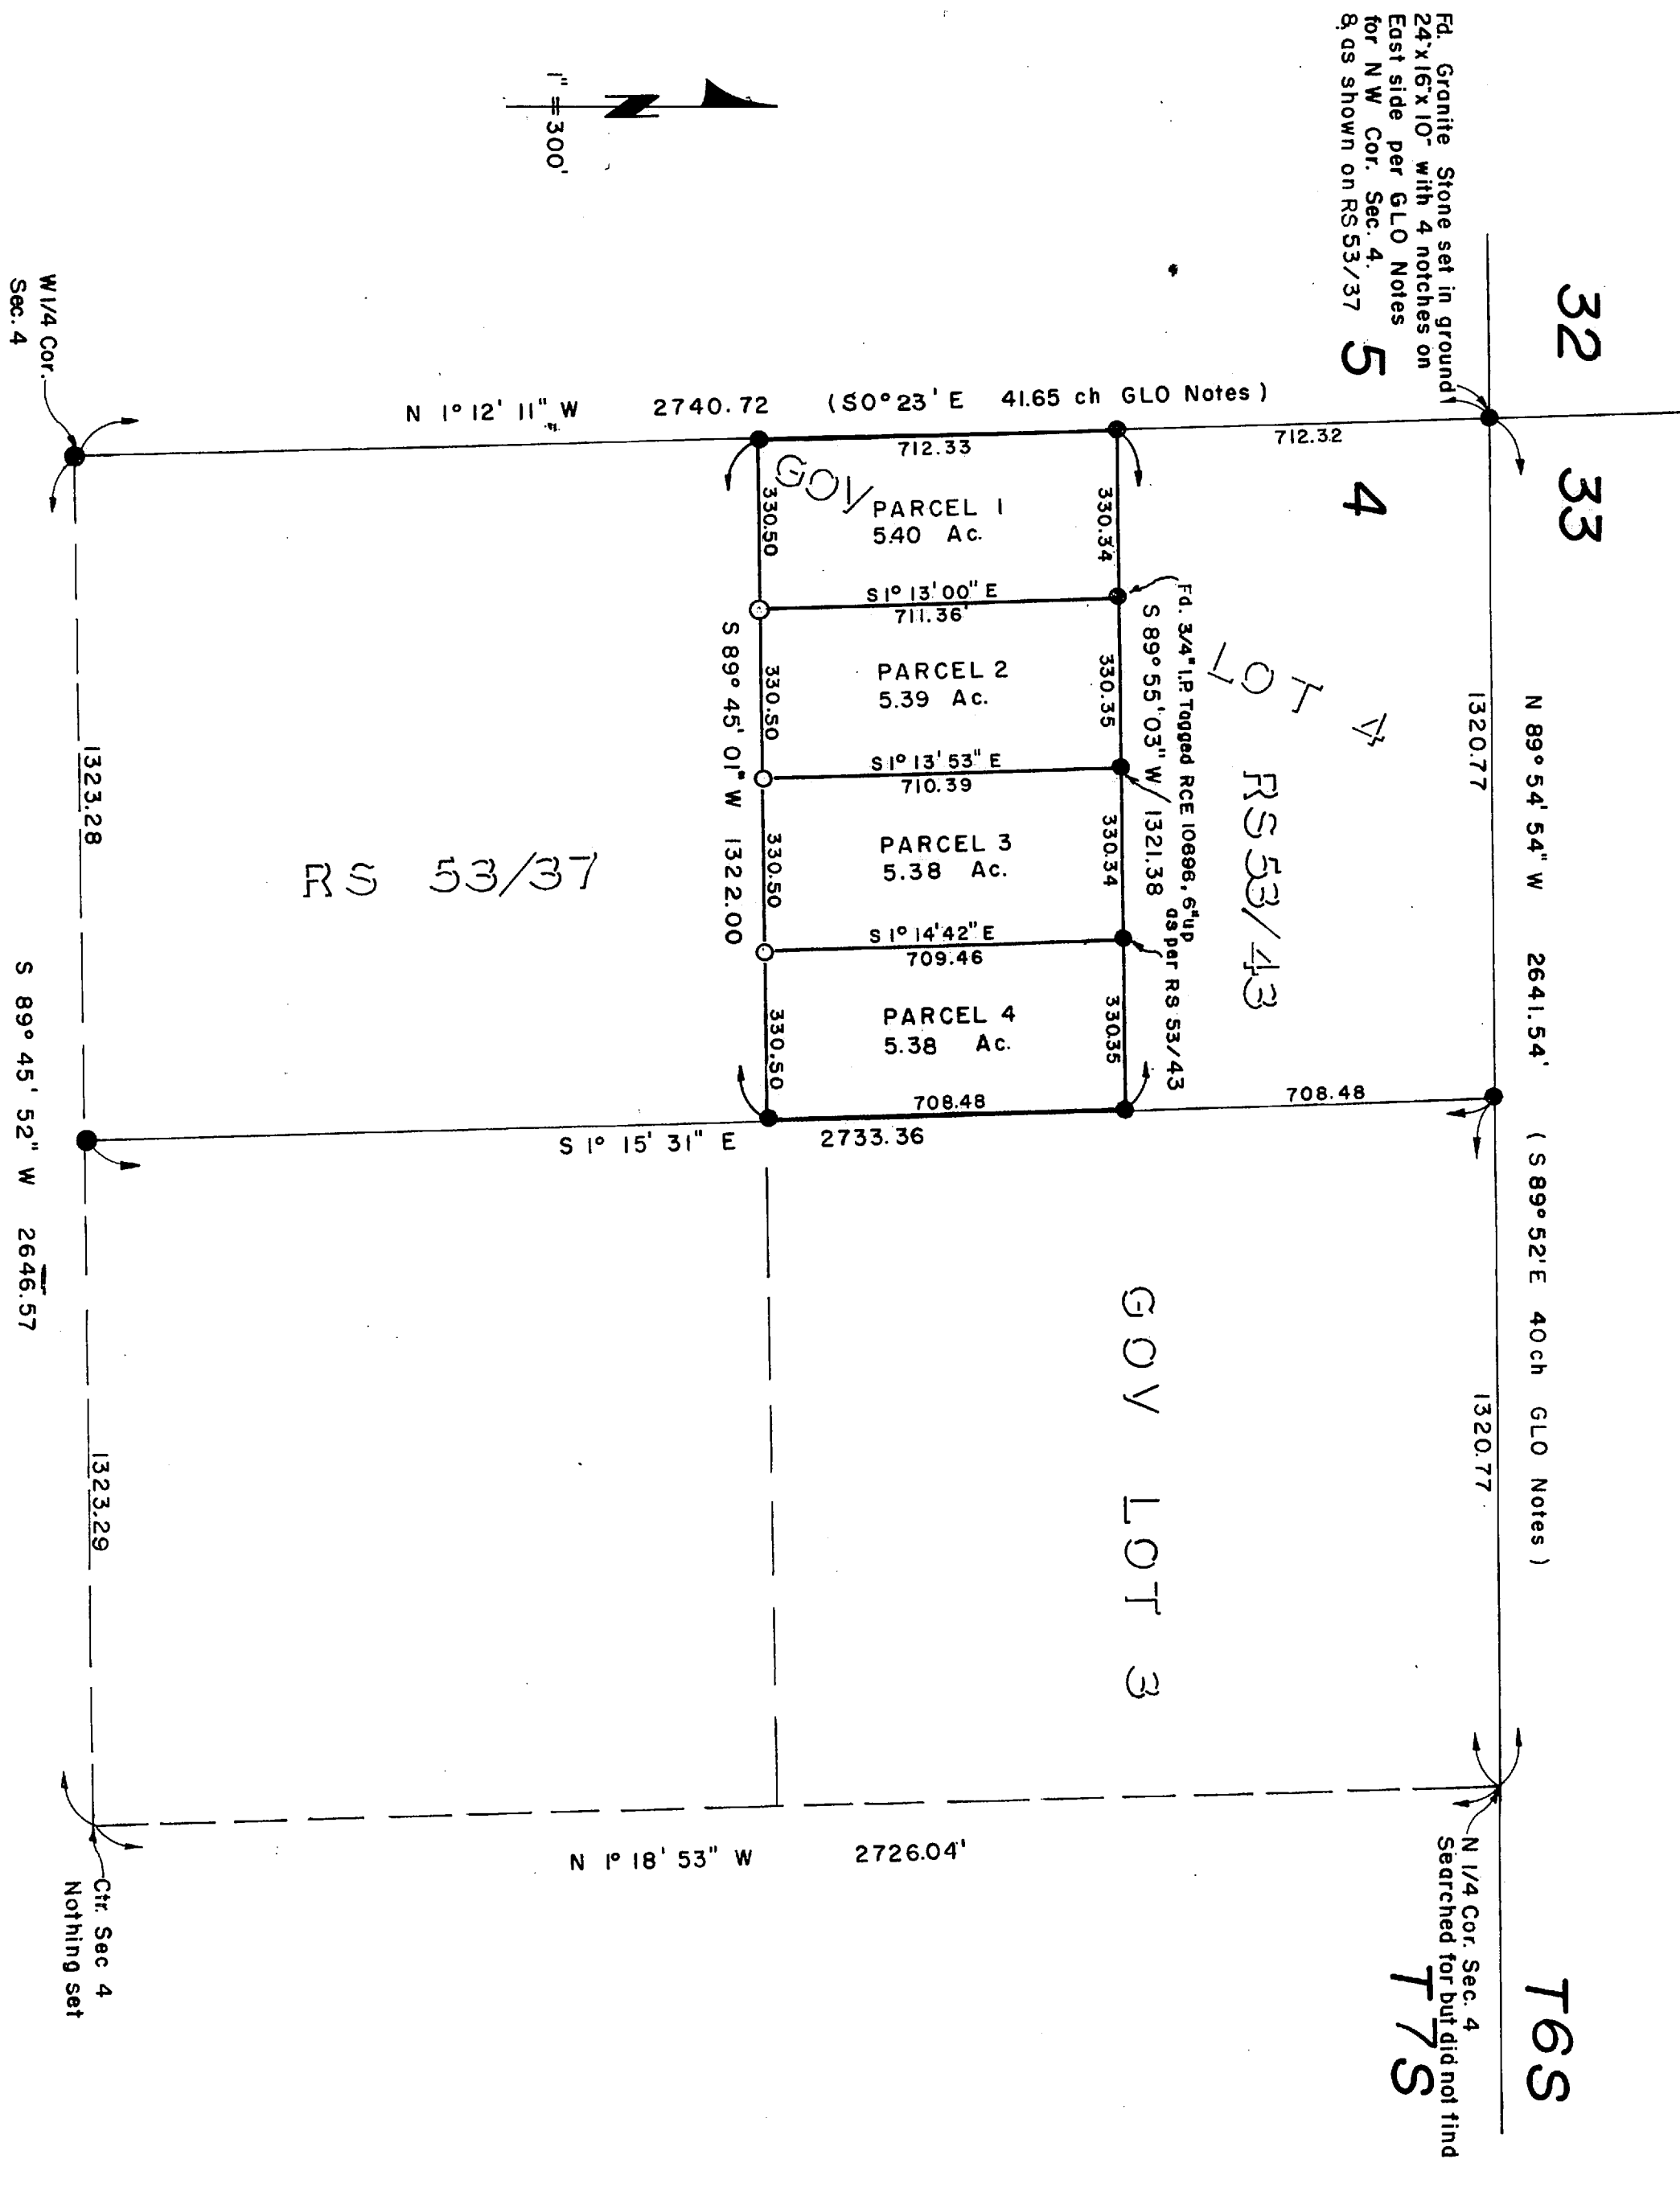 32
33
T6S
T7S
5
4
Fd. Granite Stone set in ground
24"x16"x10" with 4 notches on
East side per GLO Notes
for NW Cor. Sec. 4.
8, as shown on RS53/37
N 89° 54' 54" W 2641.54' (S 89° 52' E 40ch GLO Notes)
1320.77
1320.77
N 1/4 Cor. Sec. 4
Searched for but did not find
1" = 300'
N
N 1° 12' 11" W 2740.72 (S0° 23' E 41.65 ch GLO Notes)
712.32
712.33
708.48
708.48
LOT 4
RS53/43
Fd. 3/4" I.P. Tagged RCE 10696, 6"up
as per RS 53/43
S 89° 55' 03" W 1321.38
330.34
330.35
330.34
330.35
GOV
PARCEL 1
5.40 Ac.
S 1° 13' 00" E
711.36'
PARCEL 2
5.39 Ac.
S 1° 13' 53" E
710.39
PARCEL 3
5.38 Ac.
S 1° 14' 42" E
709.46
PARCEL 4
5.38 Ac.
330.50
330.50
330.50
330.50
S 89° 45' 01" W 1322.00
S 1° 15' 31" E 2733.36
GOV LOT 3
RS 53/37
N 1° 18' 53" W 2726.04'
W1/4 Cor.
Sec. 4
1323.28
1323.29
S 89° 45' 52" W 2646.57
Ctr. Sec 4
Nothing set